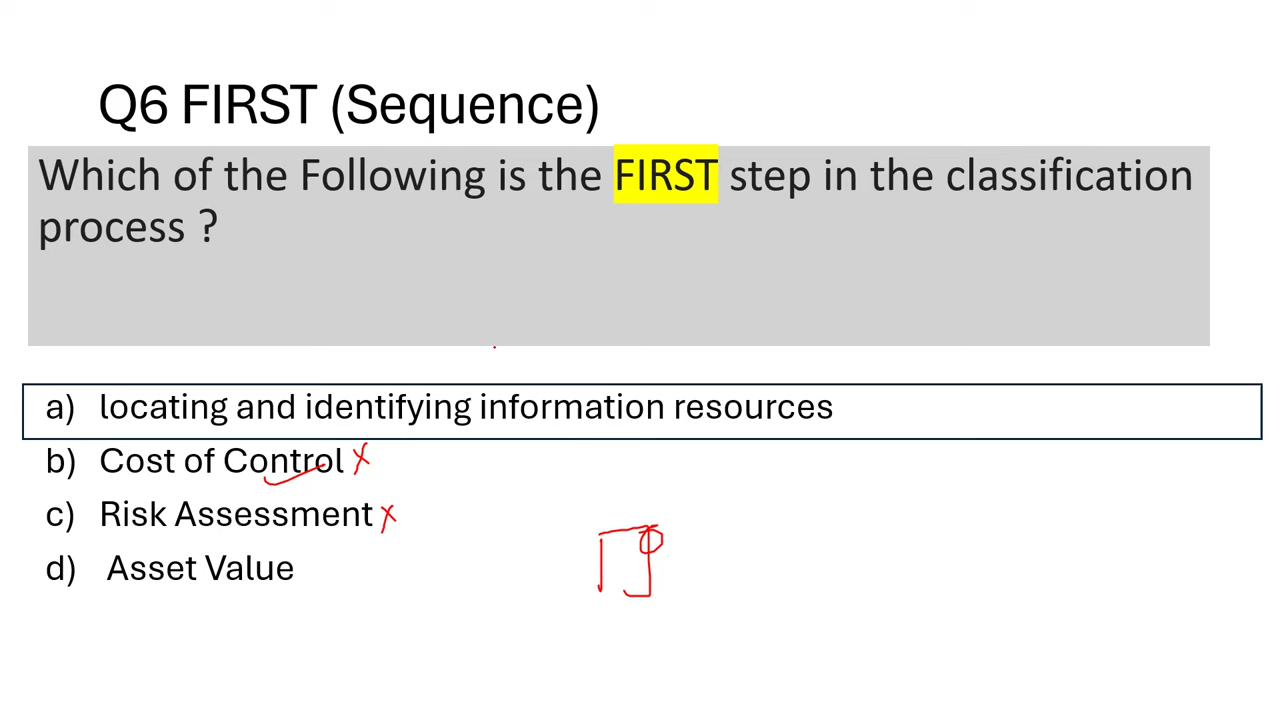 Q6 FIRST (Sequence)
Which of the Following is the FIRST step in the classification
process ?
a) locating and identifying information resources
b) Cost of Control
c) Risk Assessment
d) Asset Value